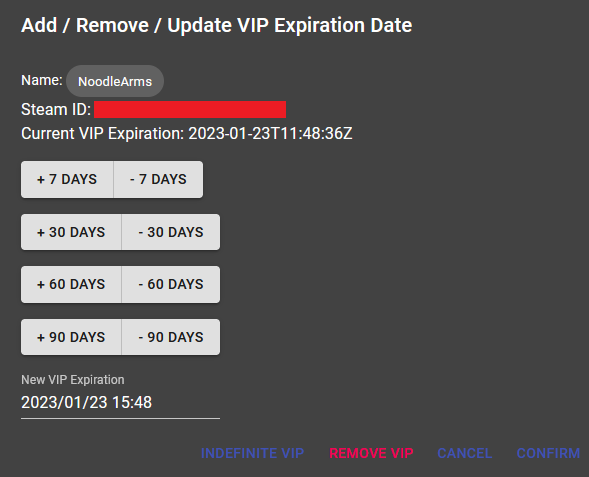 Add / Remove / Update VIP Expiration Date
Name: NoodleArms
Steam ID:
Current VIP Expiration: 2023-01-23T11:48:36Z
+ 7 DAYS - 7 DAYS
+ 30 DAYS - 30 DAYS
+ 60 DAYS - 60 DAYS
+ 90 DAYS - 90 DAYS
New VIP Expiration
2023/01/23 15:48
INDEFINITE VIP REMOVE VIP CANCEL CONFIRM